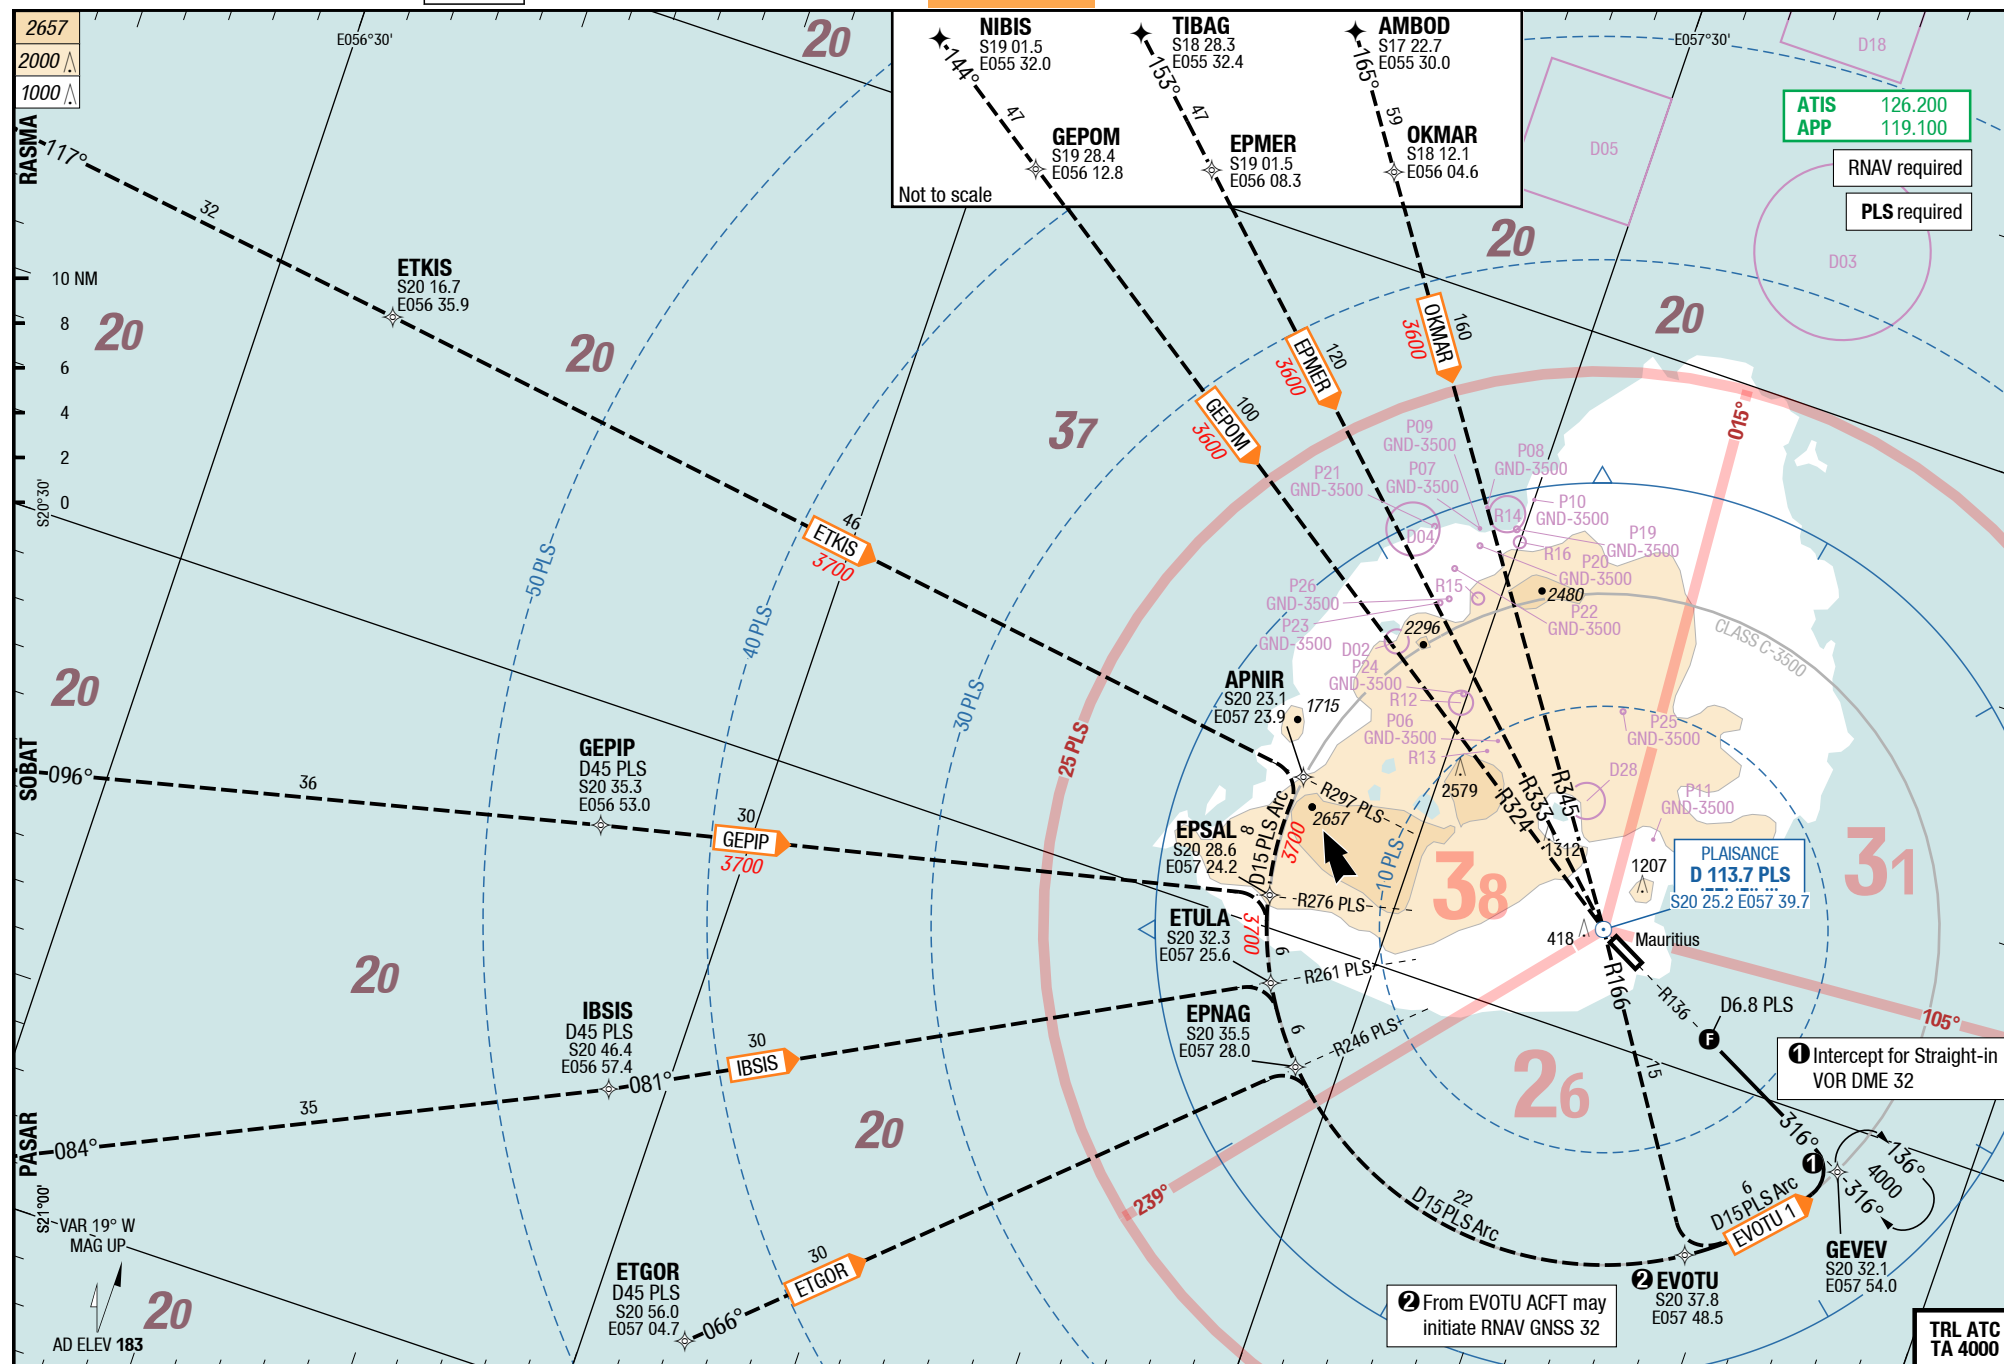 2657
2000
1000
E056°30'
20
NIBIS
S19 01.5
E055 32.0
TIBAG
S18 28.3
E055 32.4
AMBOD
S17 22.7
E055 30.0
144°
47
153°
47
165°
59
GEPOM
S19 28.4
E056 12.8
EPMER
S19 01.5
E056 08.3
OKMAR
S18 12.1
E056 04.6
Not to scale
E057°30'
D18
D05
D03
ATIS 126.200
APP 119.100
RNAV required
PLS required
RASMA
117°
32
ETKIS
S20 16.7
E056 35.9
10 NM
8
6
4
2
0
S20°30'
20
20
20
20
37
OKMAR
160
3600
EPMER
120
3600
GEPOM
100
3600
015°
ETKIS
46
3700
50 PLS
40 PLS
30 PLS
25 PLS
10 PLS
P09
GND-3500
P08
GND-3500
P21
GND-3500
P07
GND-3500
P10
GND-3500
R14
D04
P19
GND-3500
R16
P20
GND-3500
P26
GND-3500
R15
2480
P22
GND-3500
P23
GND-3500
2296
D02
P24
GND-3500
R12
CLASS C-3500
P06
GND-3500
R13
P25
GND-3500
D28
P11
GND-3500
APNIR
S20 23.1
E057 23.9
1715
2579
R297 PLS
2657
R324
R333
R345
1312
1207
20
SOBAT
096°
36
GEPIP
D45 PLS
S20 35.3
E056 53.0
30
GEPIP
3700
EPSAL
S20 28.6
E057 24.2
D15 PLS Arc
8
3700
R276 PLS
38
31
PLAISANCE
D 113.7 PLS
S20 25.2 E057 39.7
ETULA
S20 32.3
E057 25.6
3700
6
R261 PLS
418
Mauritius
R166
R136
D6.8 PLS
F
105°
20
IBSIS
D45 PLS
S20 46.4
E056 57.4
30
IBSIS
081°
EPNAG
S20 35.5
E057 28.0
6
R246 PLS
15
26
1 Intercept for Straight-in
VOR DME 32
PASAR
084°
35
20
316°
1
136°
4000
316°
239°
22
D15 PLS Arc
6
D15 PLS Arc
EVOTU 1
S21°00'
VAR 19° W
MAG UP
AD ELEV 183
20
ETGOR
D45 PLS
S20 56.0
E057 04.7
30
ETGOR
066°
2 EVOTU
S20 37.8
E057 48.5
GEVEV
S20 32.1
E057 54.0
2 From EVOTU ACFT may
initiate RNAV GNSS 32
TRL ATC
TA 4000